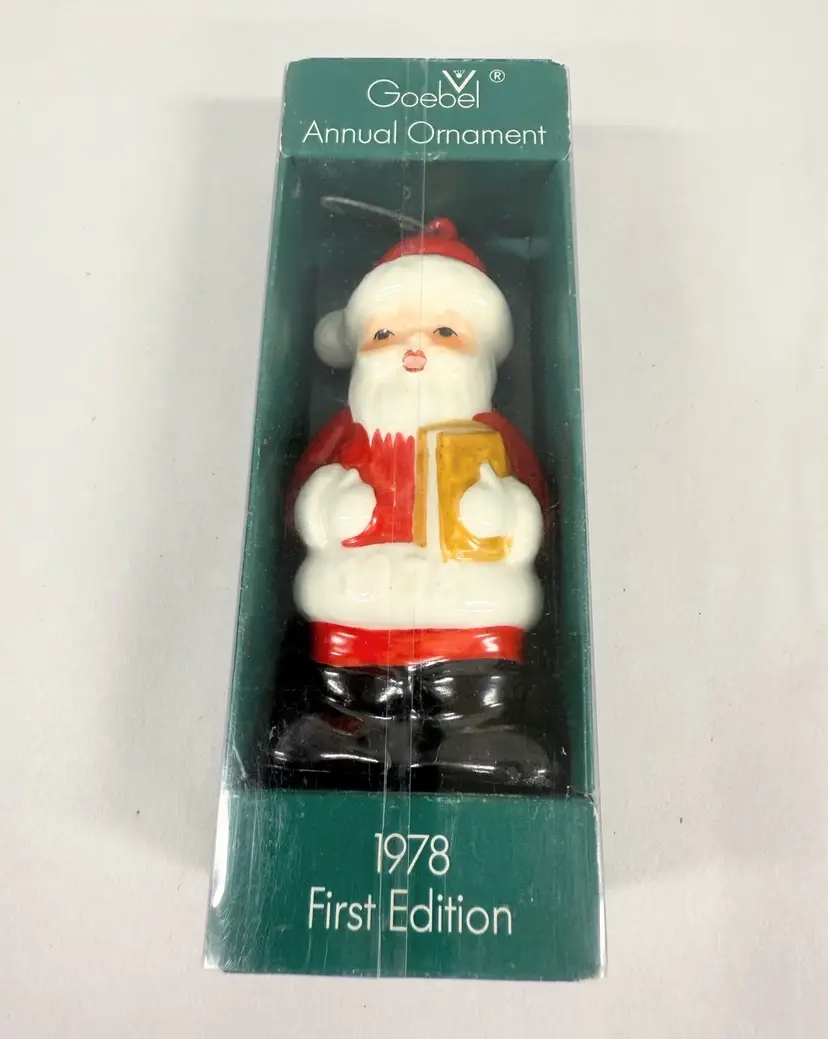 Goebel ®
Annual Ornament
1978
First Edition